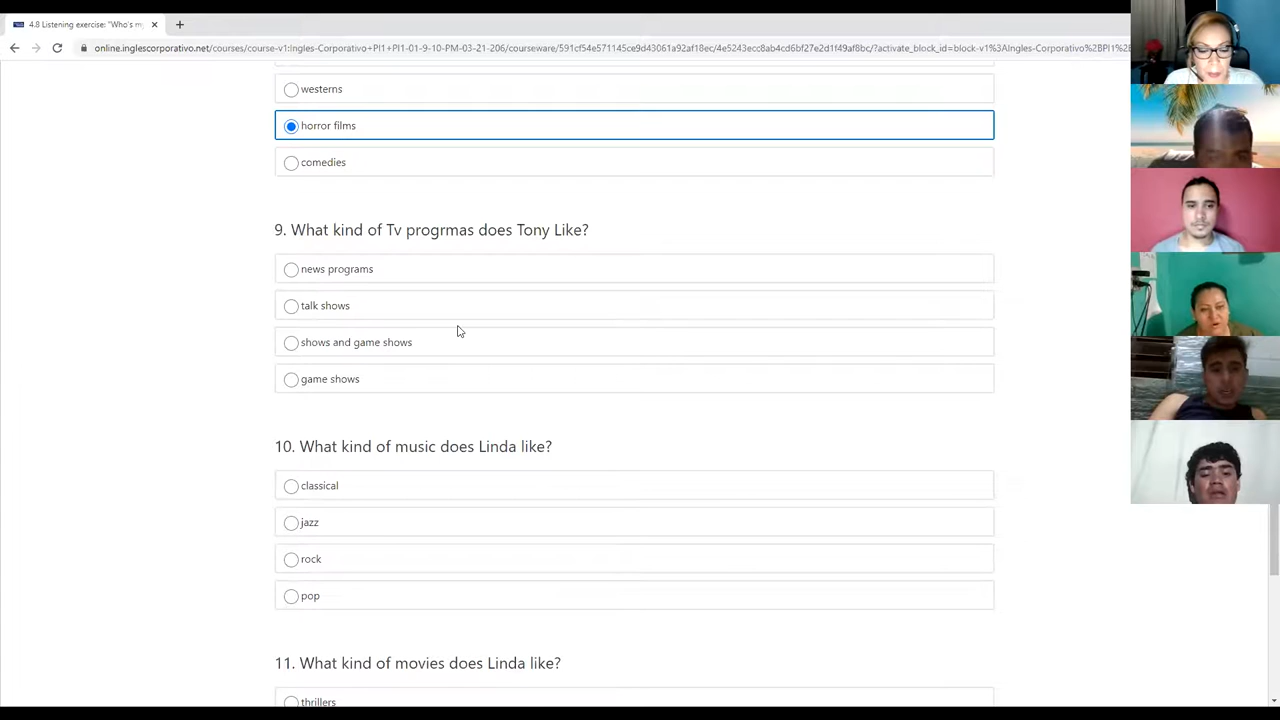 4.8 Listening exercise: "Who's m
online.inglescorporativo.net/courses/course-v1:Ingles-Corporativo+PI1+PI1-01-9-10-PM-03-21-206/courseware/591cf54e571145ce9d43061a92af18ec/4e5243ecc8ab4cd6bf27e2d1f49af8bc/?activate_block_id=block-v1%3AIngles-Corporativo%2BPI1%2B
westerns
horror films
comedies
9. What kind of Tv progrmas does Tony Like?
news programs
talk shows
shows and game shows
game shows
10. What kind of music does Linda like?
classical
jazz
rock
pop
11. What kind of movies does Linda like?
thrillers